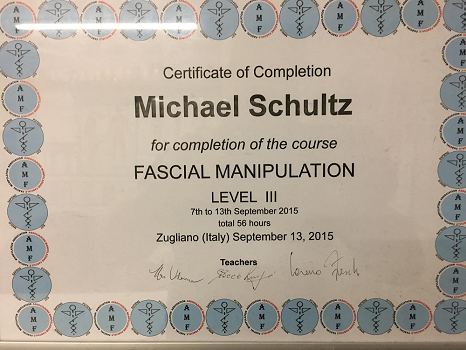 Certificate of Completion
Michael Schultz
for completion of the course
FASCIAL MANIPULATION
LEVEL III
7th to 13th September 2015
total 56 hours
Zugliano (Italy) September 13, 2015
Teachers